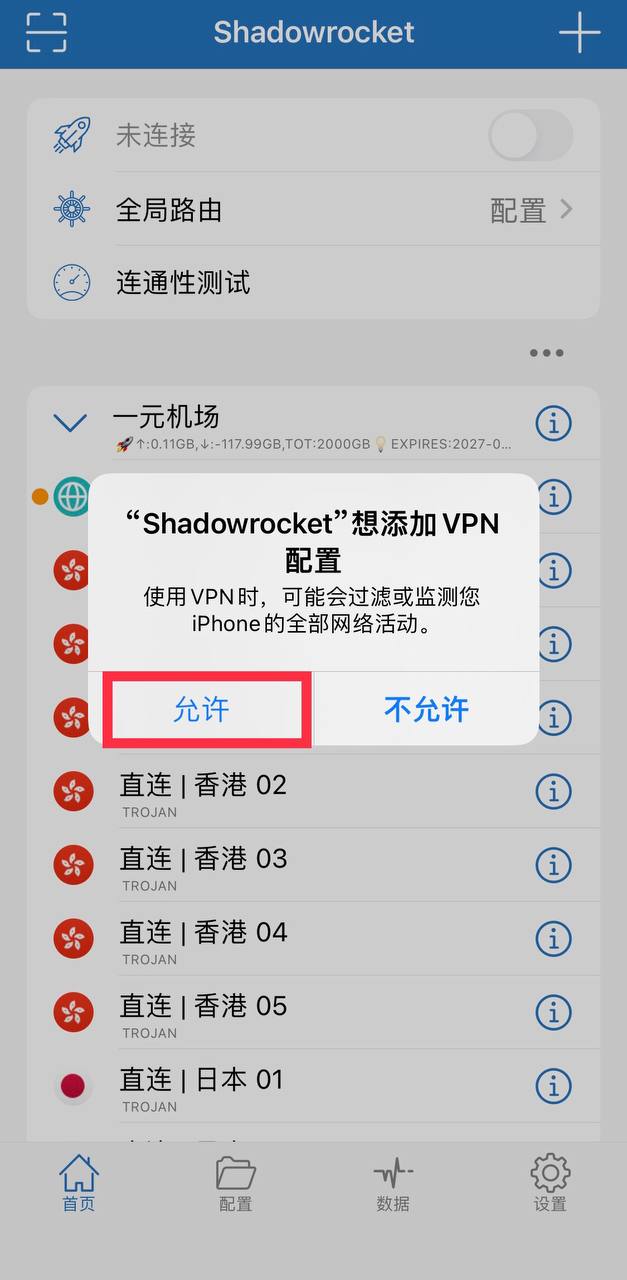 Shadowrocket
未连接
全局路由
配置
连通性测试
一元机场
🚀↑:0.11GB,↓:-117.99GB,TOT:2000GB💡EXPIRES:2027-0...
“Shadowrocket”想添加 VPN
配置
使用 VPN 时，可能会过滤或监测您
iPhone 的全部网络活动。
允许
不允许
直连 | 香港 02
TROJAN
直连 | 香港 03
TROJAN
直连 | 香港 04
TROJAN
直连 | 香港 05
TROJAN
直连 | 日本 01
TROJAN
首页
配置
数据
设置